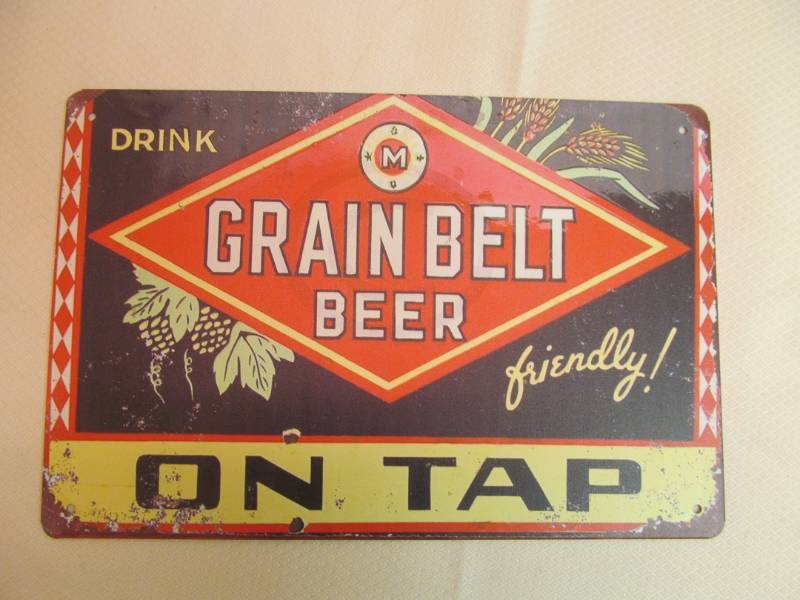 DRINK
M
GRAIN BELT
BEER
friendly!
ON TAP